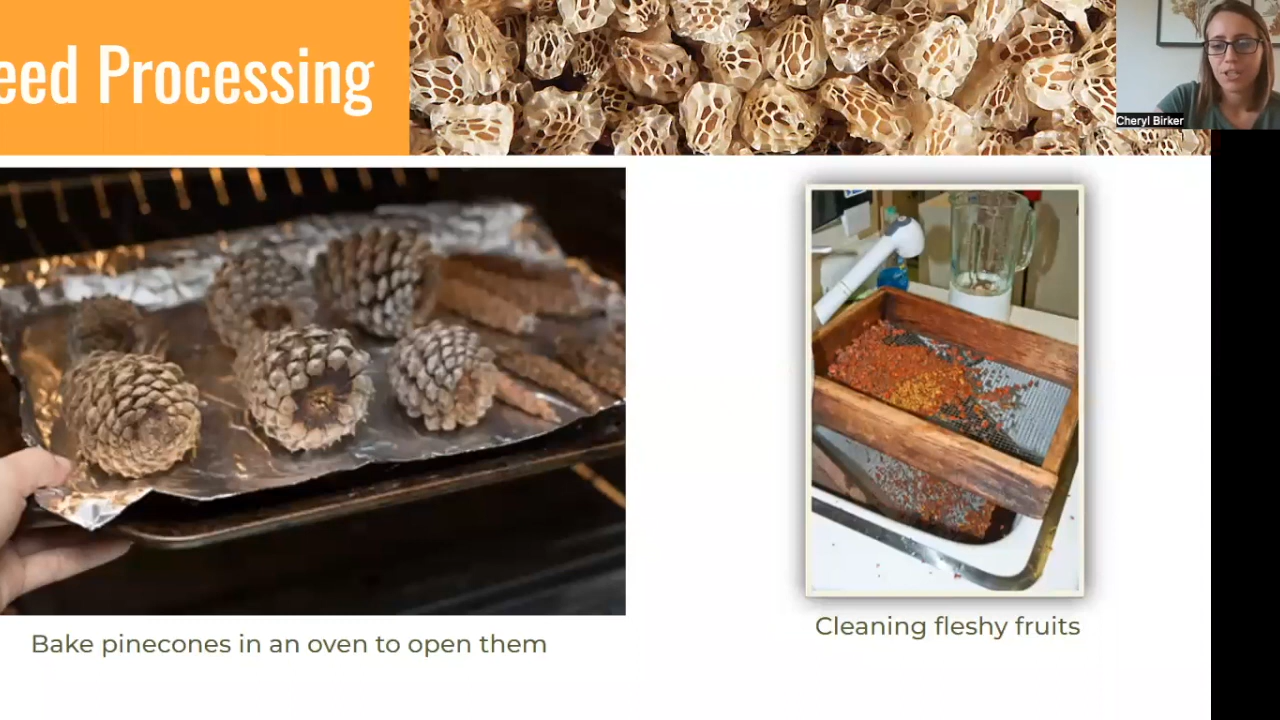 eed Processing
Cheryl Birker
Bake pinecones in an oven to open them
Cleaning fleshy fruits